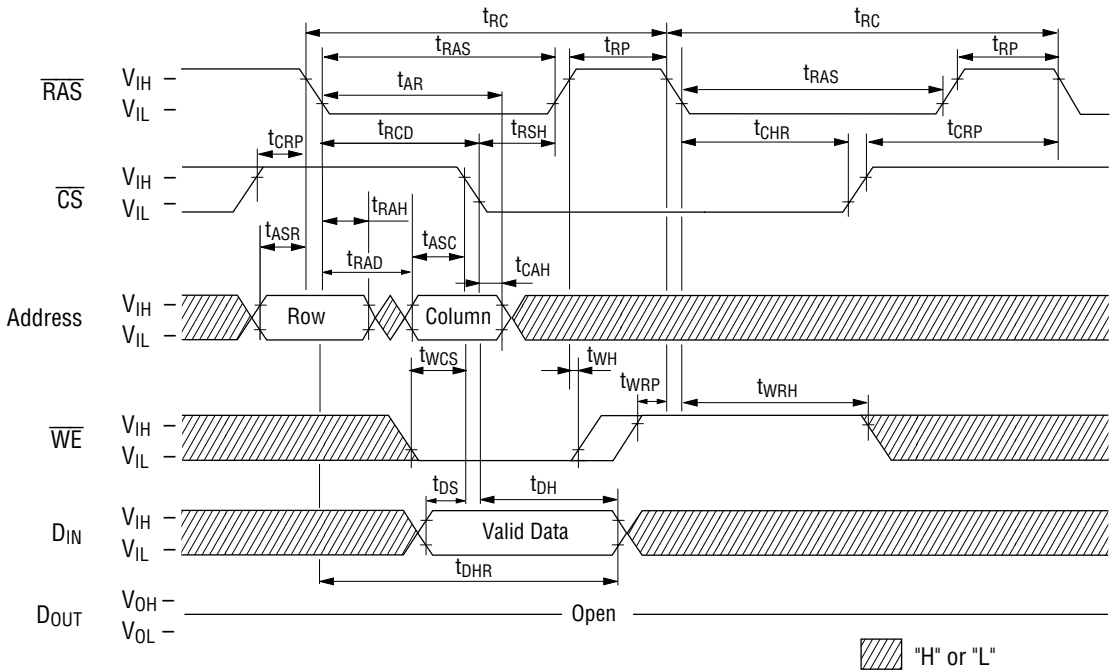 tRC tRC
tRAS tRP tRP
RAS VIH tAR tRAS
VIL
tCRP tRCD tRSH tCHR tCRP
CS VIH
VIL
tRAH
tASR tASC
tRAD tCAH
Address VIH Row Column
VIL
tWCS tWH
tWRP tWRH
WE VIH
VIL
tDS tDH
DIN VIH Valid Data
VIL
tDHR
DOUT VOH Open
VOL
"H" or "L"